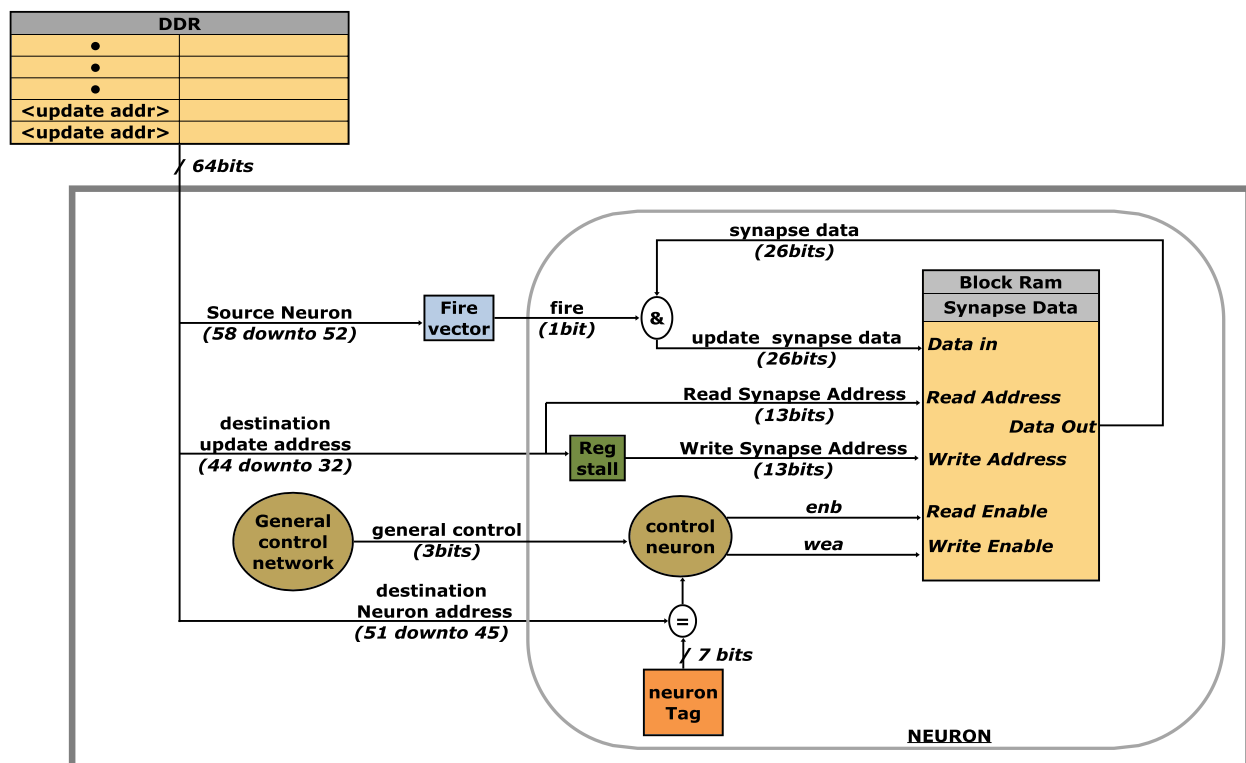 DDR
•
•
•
<update addr>
<update addr>
/ 64bits
synapse data
(26bits)
Block Ram
Synapse Data
Source Neuron
(58 downto 52)
Fire
vector
fire
(1bit)
&
update synapse data
(26bits)
Data in
Read Synapse Address
(13bits)
Read Address
Data Out
destination
update address
(44 downto 32)
Reg
stall
Write Synapse Address
(13bits)
Write Address
General
control
network
general control
(3bits)
control
neuron
enb
wea
Read Enable
Write Enable
destination
Neuron address
(51 downto 45)
=
/ 7 bits
neuron
Tag
NEURON